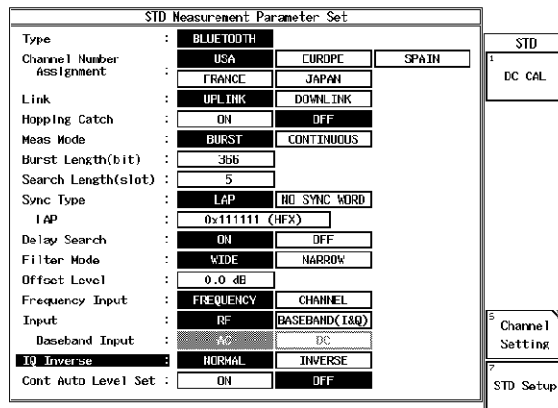 STD Measurement Parameter Set
Type : BLUETOOTH
Channel Number Assignment : USA EUROPE SPAIN
FRANCE JAPAN
Link : UPLINK DOWNLINK
Hopping Catch : ON OFF
Meas Mode : BURST CONTINUOUS
Burst Length(bit) : 366
Search Length(slot) : 5
Sync Type : LAP NO SYNC WORD
LAP : 0x111111 (HEX)
Delay Search : ON OFF
Filter Mode : WIDE NARROW
Offset Level : 0.0 dB
Frequency Input : FREQUENCY CHANNEL
Input : RF BASEBAND(I&Q)
Baseband Input : AC DC
IQ Inverse : NORMAL INVERSE
Cont Auto Level Set : ON OFF
STD
1
DC CAL
5
Channel
Setting
7
STD Setup